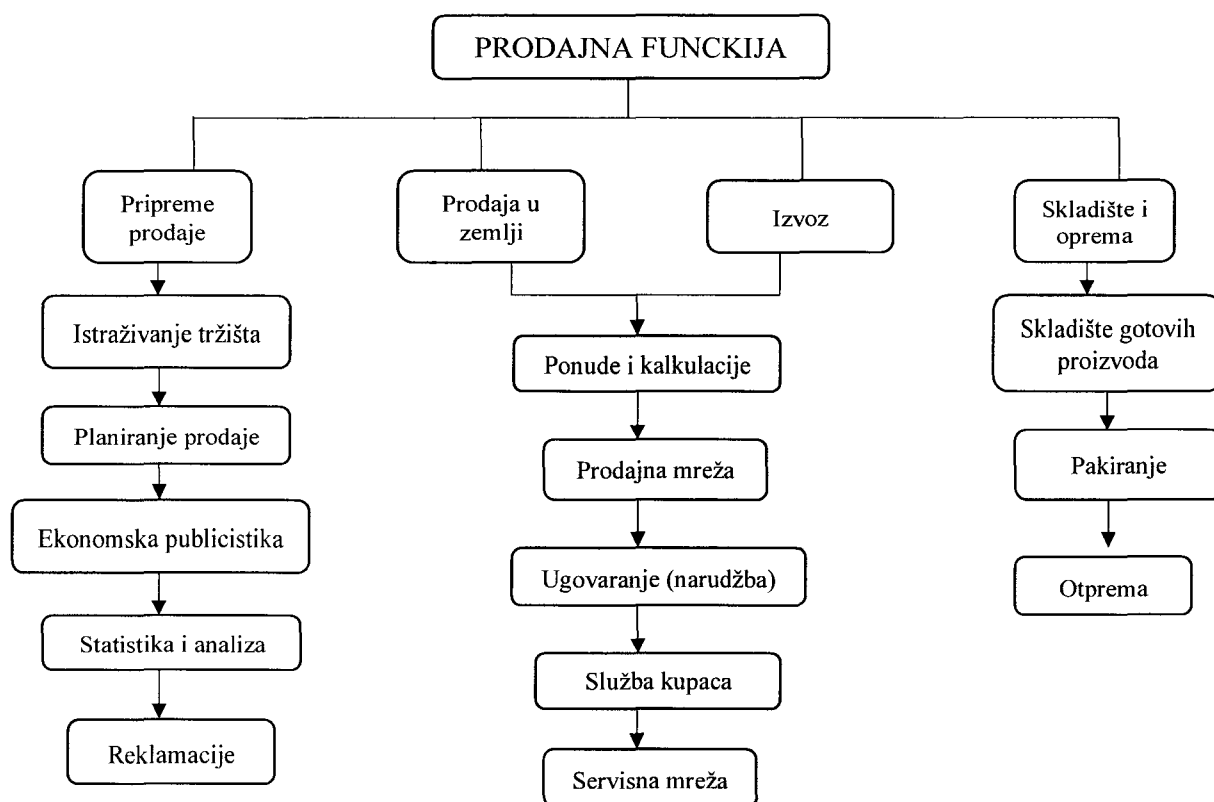 PRODAJNA FUNCKIJA
Pripreme
prodaje
Prodaja u
zemlji
Izvoz
Skladište i
oprema
Istraživanje tržišta
Planiranje prodaje
Ekonomska publicistika
Statistika i analiza
Reklamacije
Ponude i kalkulacije
Prodajna mreža
Ugovaranje (narudžba)
Služba kupaca
Servisna mreža
Skladište gotovih
proizvoda
Pakiranje
Otprema